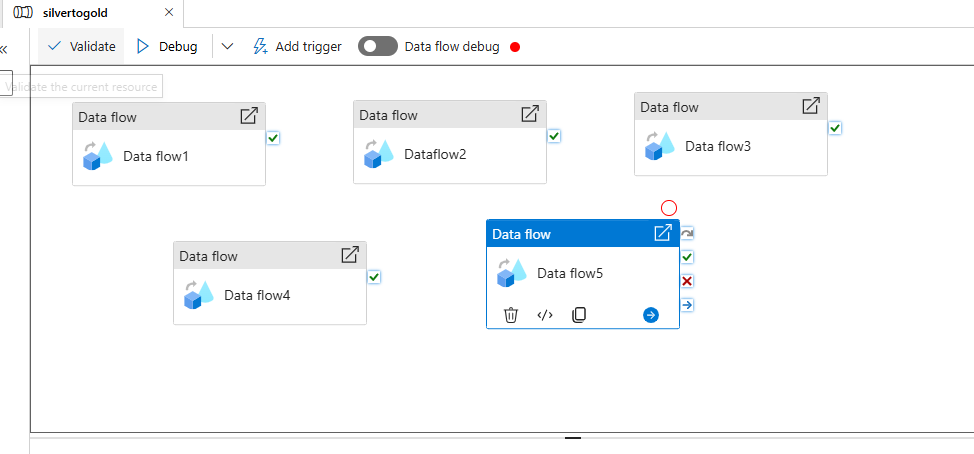 silvertogold
Validate
Debug
Add trigger
Data flow debug
Validate the current resource
Data flow
Data flow1
Data flow
Dataflow2
Data flow
Data flow3
Data flow
Data flow4
Data flow
Data flow5